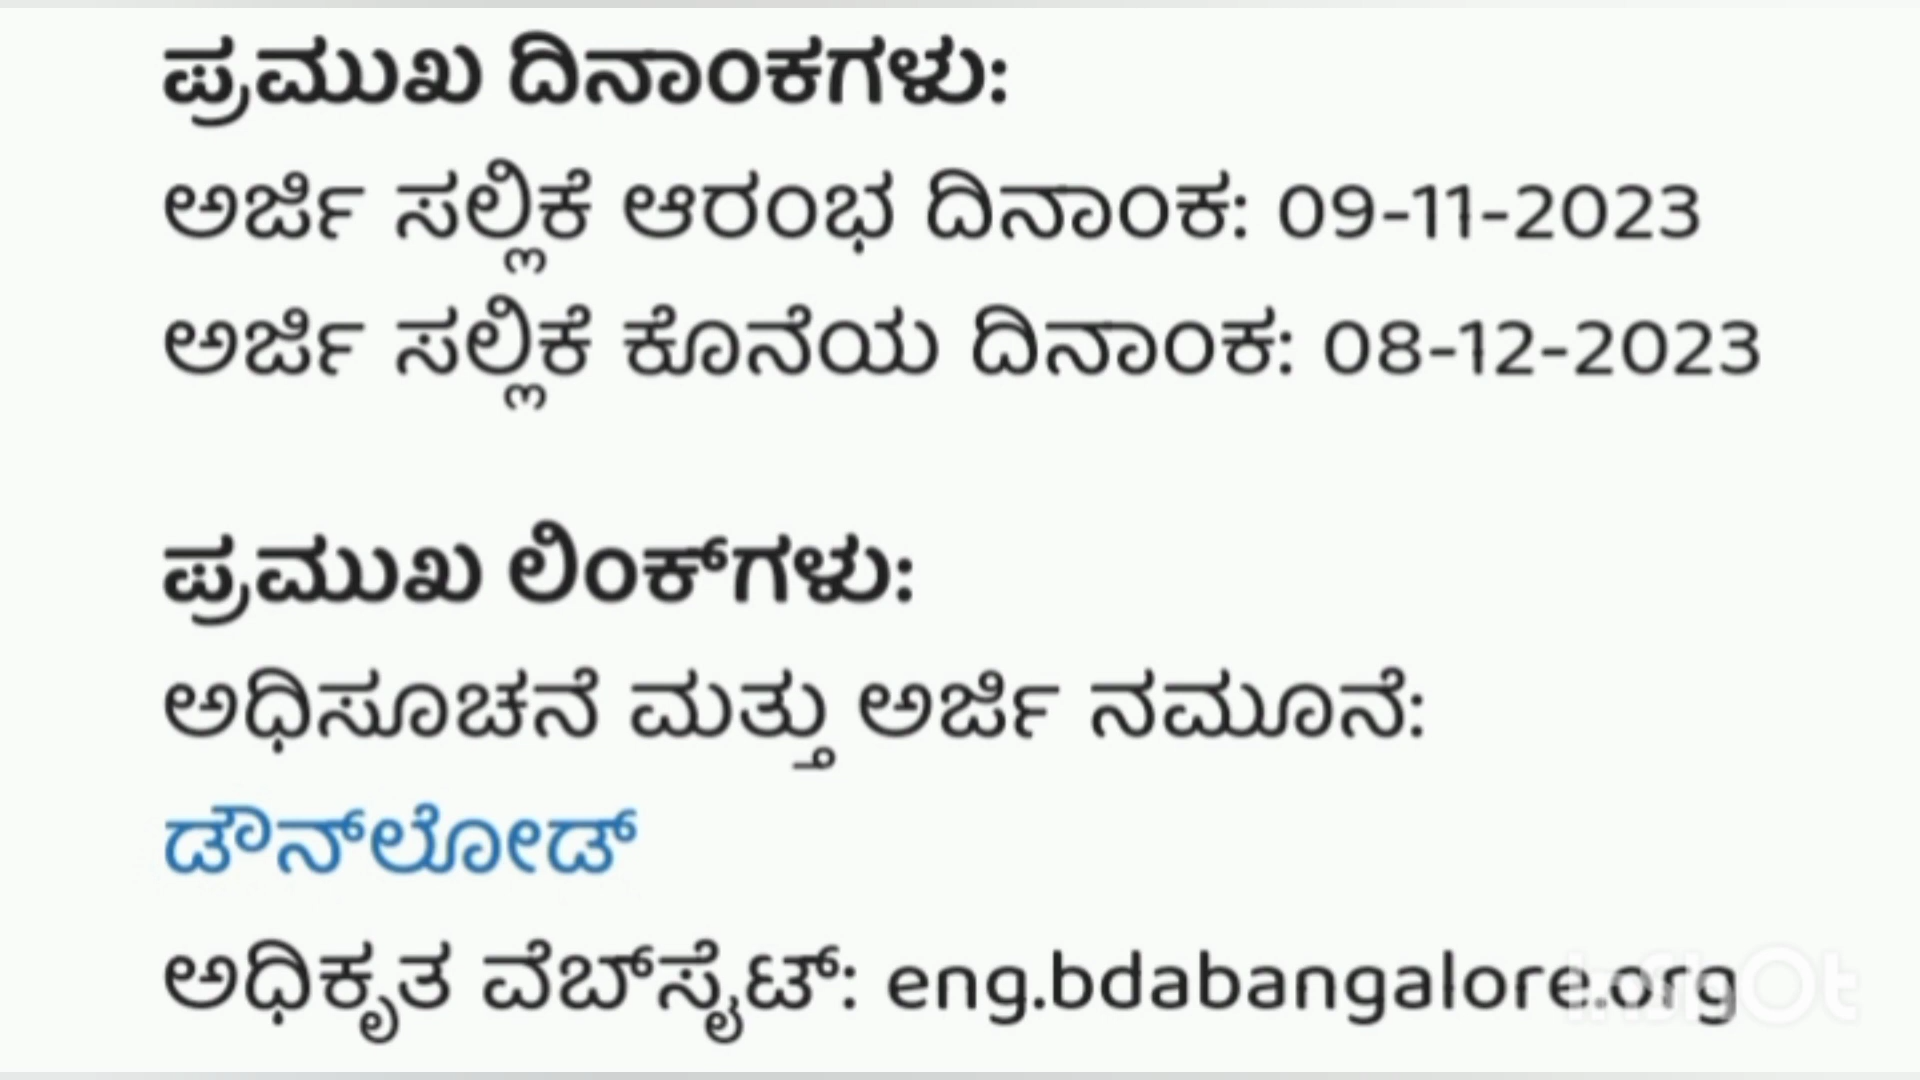 ಪ್ರಮುಖ ದಿನಾಂಕಗಳು:
ಅರ್ಜಿ ಸಲ್ಲಿಕೆ ಆರಂಭ ದಿನಾಂಕ: 09-11-2023
ಅರ್ಜಿ ಸಲ್ಲಿಕೆ ಕೊನೆಯ ದಿನಾಂಕ: 08-12-2023
ಪ್ರಮುಖ ಲಿಂಕ್‌ಗಳು:
ಅಧಿಸೂಚನೆ ಮತ್ತು ಅರ್ಜಿ ನಮೂನೆ:
ಡೌನ್‌ಲೋಡ್
ಅಧಿಕೃತ ವೆಬ್‌ಸೈಟ್: eng.bdabangalore.org
InShOt